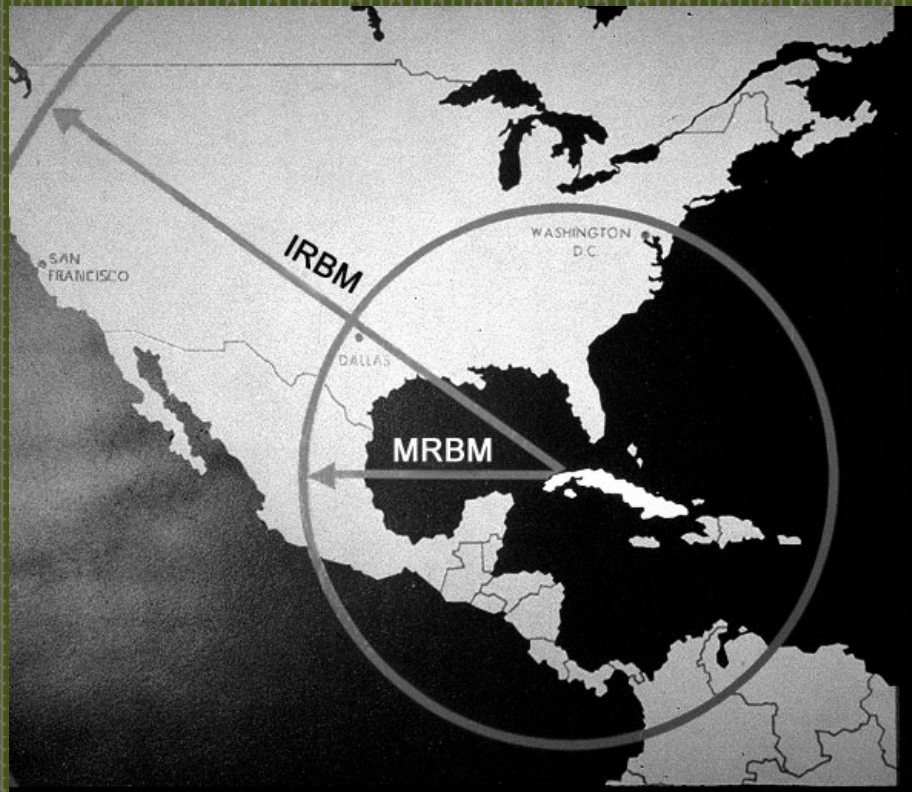 WASHINGTON
D.C.
SAN
FRANCISCO
IRBM
DALLAS
MRBM